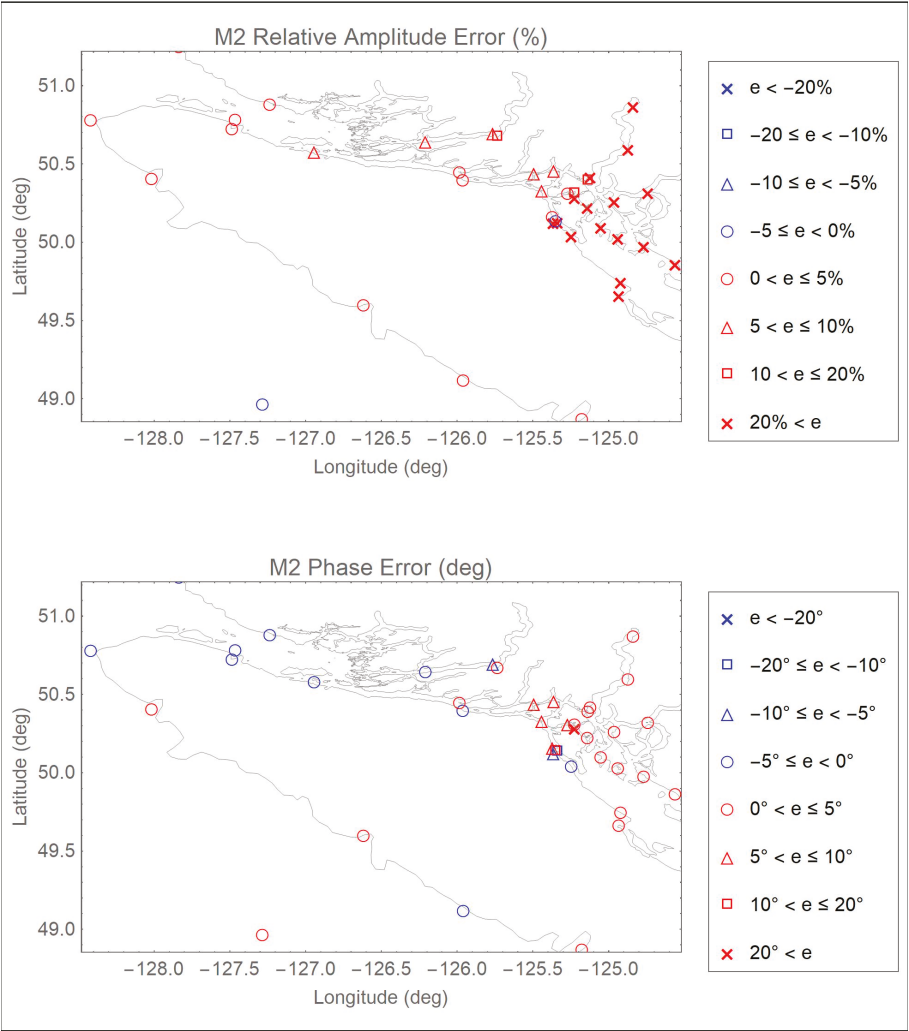 M2 Relative Amplitude Error (%)
51.0
50.5
50.0
49.5
49.0
Latitude (deg)
−128.0 −127.5 −127.0 −126.5 −126.0 −125.5 −125.0
Longitude (deg)
e < −20%
−20 ≤ e < −10%
−10 ≤ e < −5%
−5 ≤ e < 0%
0 < e ≤ 5%
5 < e ≤ 10%
10 < e ≤ 20%
20% < e
M2 Phase Error (deg)
51.0
50.5
50.0
49.5
49.0
Latitude (deg)
−128.0 −127.5 −127.0 −126.5 −126.0 −125.5 −125.0
Longitude (deg)
e < −20°
−20° ≤ e < −10°
−10° ≤ e < −5°
−5° ≤ e < 0°
0° < e ≤ 5°
5° < e ≤ 10°
10° < e ≤ 20°
20° < e